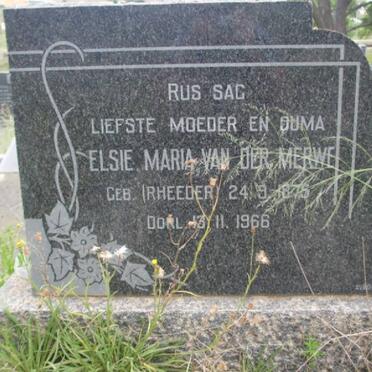 RUS SAG
LIEFSTE MOEDER EN OUMA
ELSIE MARIA VAN DER MERWE
GEB. (RHEEDER) 24.9.1875
OORL. 13.11.1966